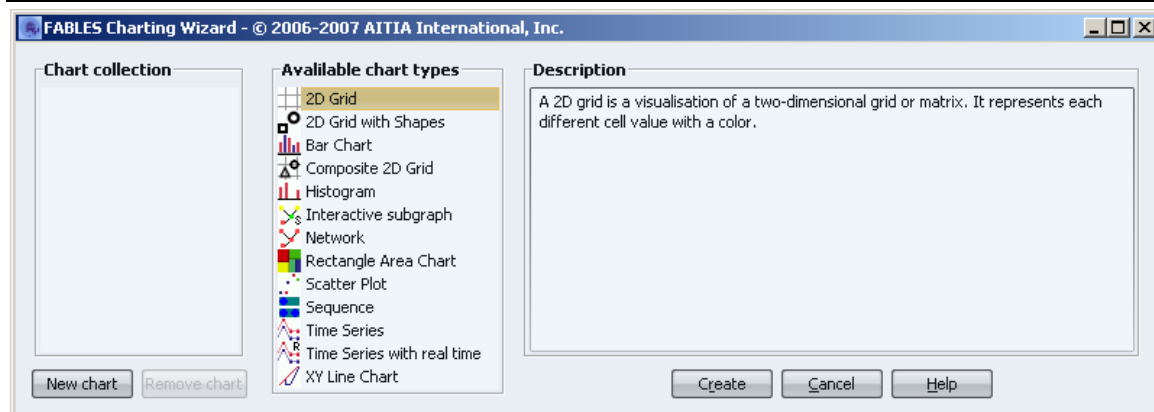 FABLES Charting Wizard - © 2006-2007 AITIA International, Inc.
Chart collection
New chart
Remove chart
Avalilable chart types
2D Grid
2D Grid with Shapes
Bar Chart
Composite 2D Grid
Histogram
Interactive subgraph
Network
Rectangle Area Chart
Scatter Plot
Sequence
Time Series
Time Series with real time
XY Line Chart
Description
A 2D grid is a visualisation of a two-dimensional grid or matrix. It represents each
different cell value with a color.
Create
Cancel
Help